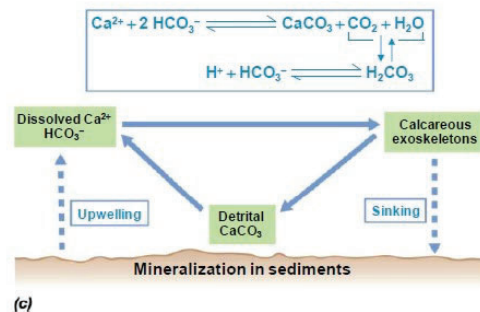 Ca²⁺ + 2 HCO₃⁻ ⇌ CaCO₃ + CO₂ + H₂O
H⁺ + HCO₃⁻ ⇌ H₂CO₃
Dissolved Ca²⁺
HCO₃⁻
Calcareous
exoskeletons
Upwelling
Detrital
CaCO₃
Sinking
Mineralization in sediments
(c)